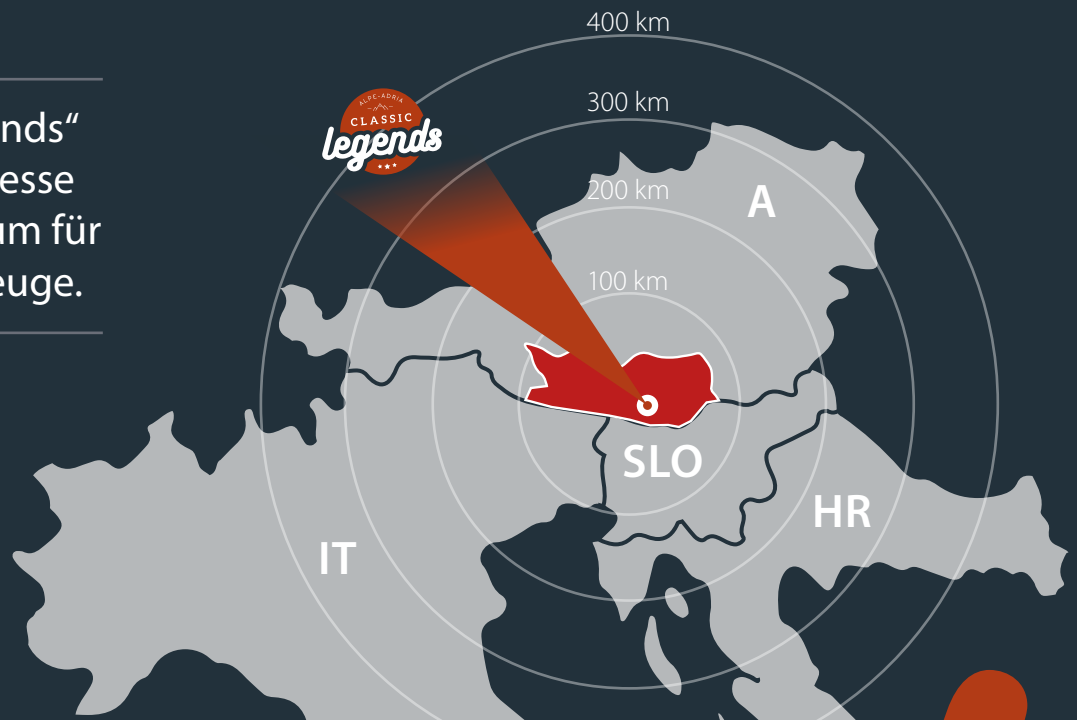 nds“
esse
um für
euge.
400 km
300 km
200 km
100 km
ALPE-ADRIA
CLASSIC
legends
A
SLO
HR
IT